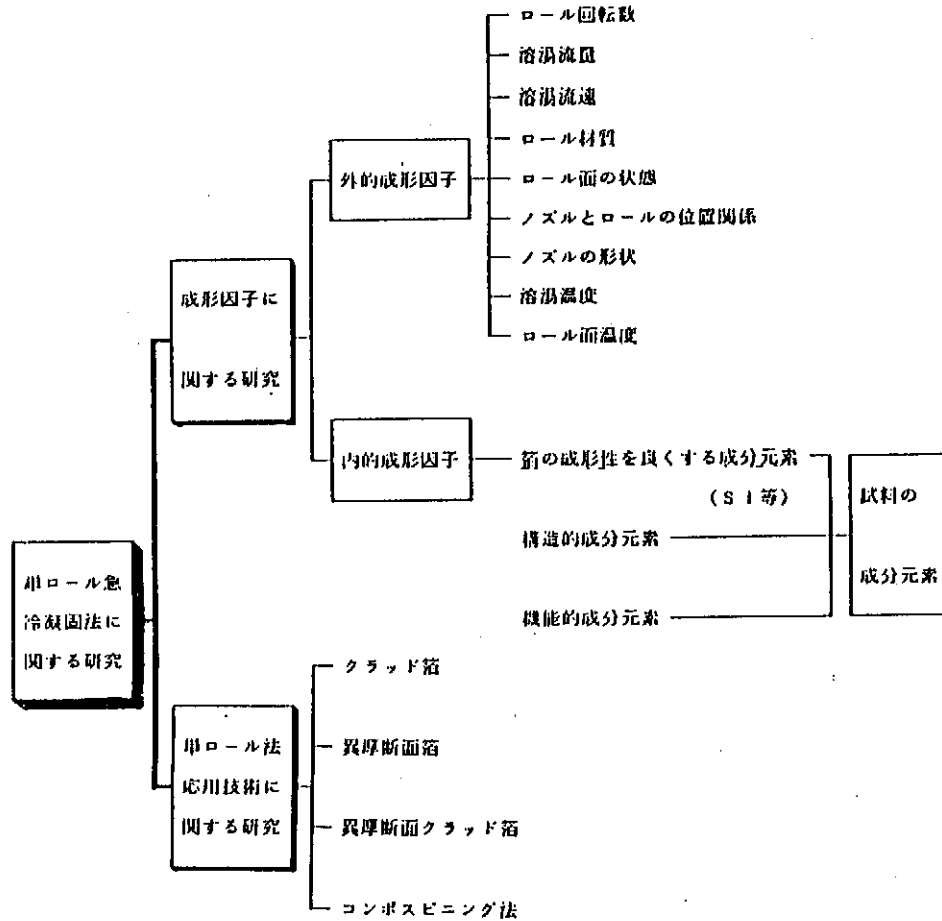 ロール回転数
溶湯流量
溶湯流速
ロール材質
外的成形因子
ロール面の状態
ノズルとロールの位置関係
ノズルの形状
溶湯温度
ロール面温度
成形因子に
関する研究
内的成形因子
箔の成形性を良くする成分元素
(Si等)
構造的成分元素
機能的成分元素
試料の
成分元素
単ロール急
冷凝固法に
関する研究
単ロール法
応用技術に
関する研究
クラッド箔
異厚断面箔
異厚断面クラッド箔
コンポスピニング法